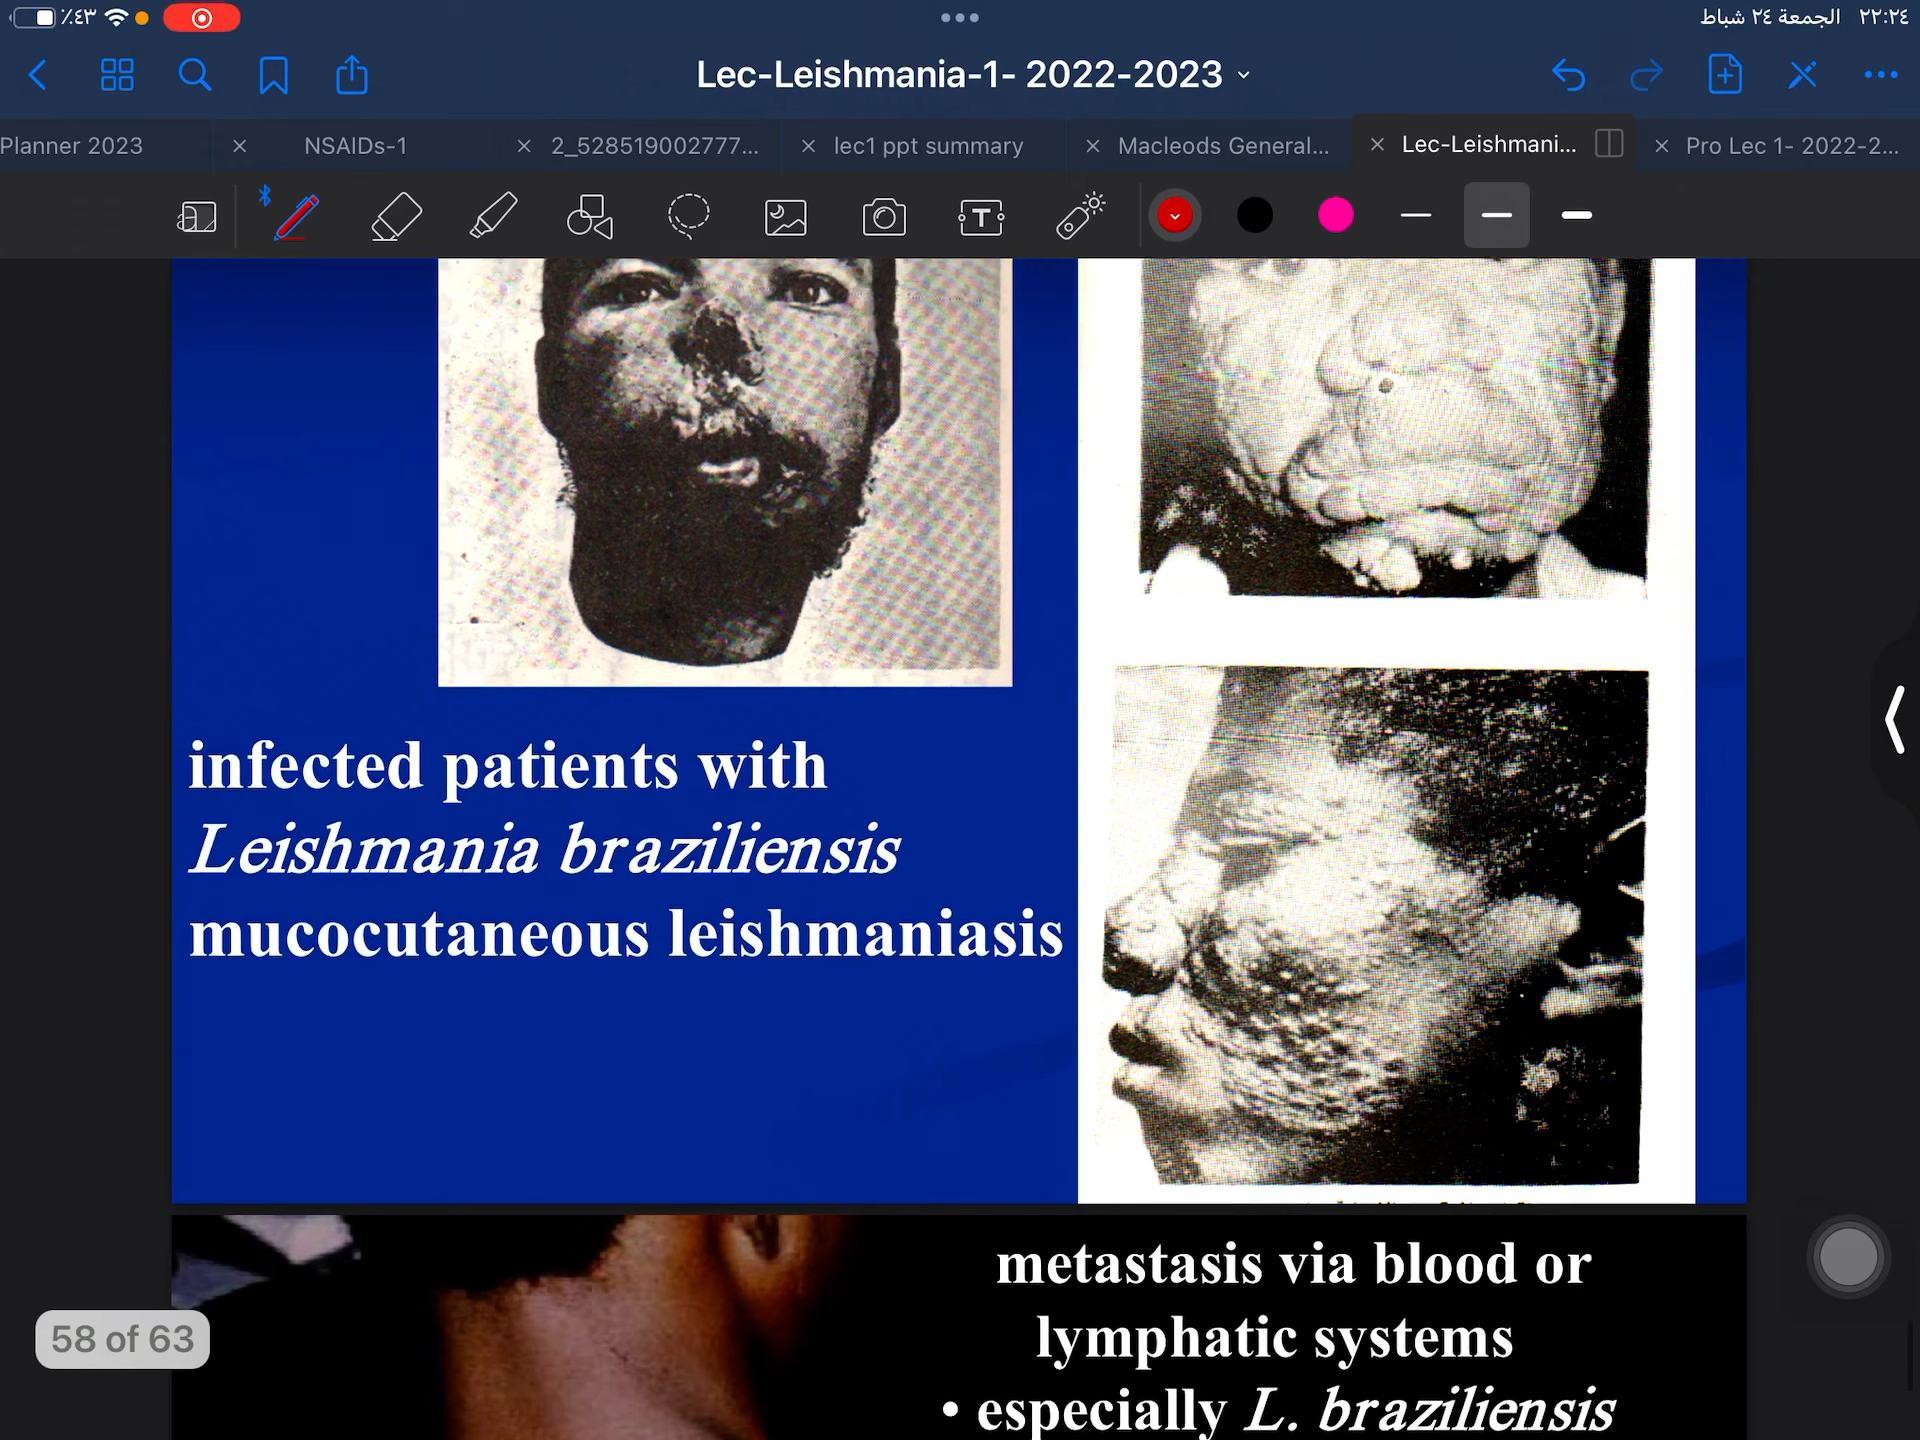 ٪٤٣
الجمعة ٢٤ شباط ٢٢:٢٤
Lec-Leishmania-1- 2022-2023
Planner 2023
NSAIDs-1
2_528519002777...
lec1 ppt summary
Macleods General...
Lec-Leishmani...
Pro Lec 1- 2022-2...
infected patients with
Leishmania braziliensis
mucocutaneous leishmaniasis
metastasis via blood or
lymphatic systems
• especially L. braziliensis
58 of 63